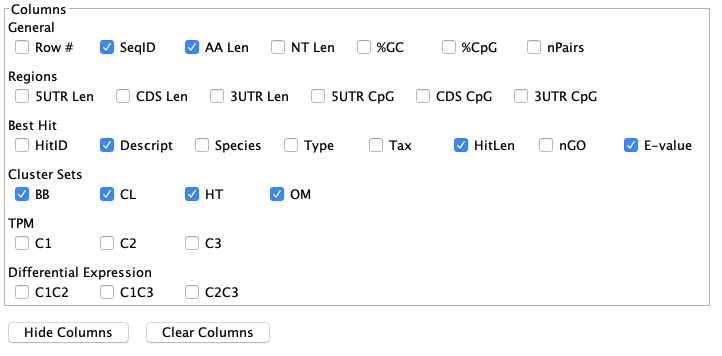 Columns
General
Row # SeqID AA Len NT Len %GC %CpG nPairs
Regions
5UTR Len CDS Len 3UTR Len 5UTR CpG CDS CpG 3UTR CpG
Best Hit
HitID Descript Species Type Tax HitLen nGO E-value
Cluster Sets
BB CL HT OM
TPM
C1 C2 C3
Differential Expression
C1C2 C1C3 C2C3
Hide Columns Clear Columns